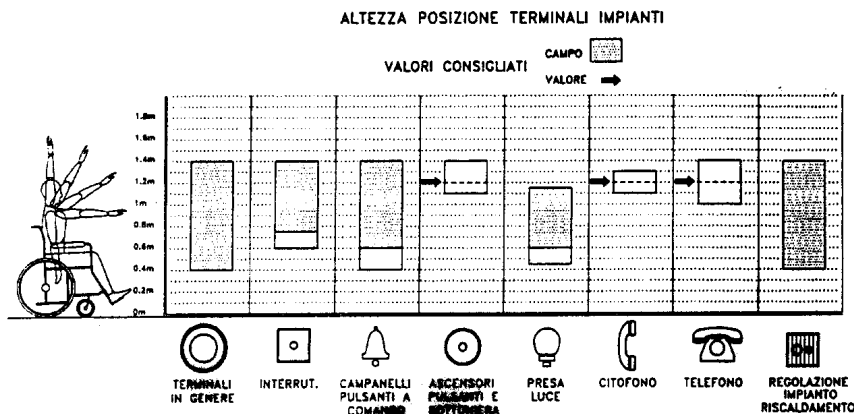 ALTEZZA POSIZIONE TERMINALI IMPIANTI
VALORI CONSIGLIATI
CAMPO
VALORE
1.8m
1.6m
1.4m
1.2m
1m
0.8m
0.6m
0.4m
0.2m
0m
TERMINALI
IN GENERE
INTERRUT.
CAMPANELLI
PULSANTI A
COMANDO
ASCENSORI
PULSANTI E
BOTTONIERA
PRESA
LUCE
CITOFONO
TELEFONO
REGOLAZIONE
IMPIANTO
RISCALDAMENTO